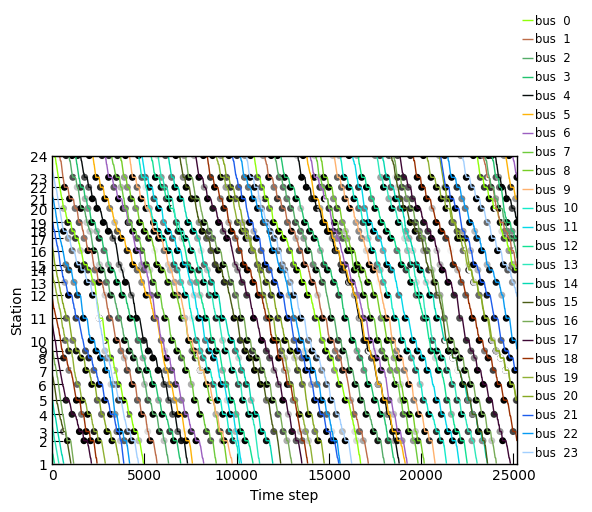 bus 0
bus 1
bus 2
bus 3
bus 4
bus 5
bus 6
bus 7
bus 8
bus 9
bus 10
bus 11
bus 12
bus 13
bus 14
bus 15
bus 16
bus 17
bus 18
bus 19
bus 20
bus 21
bus 22
bus 23
Station
24
23
22
21
20
19
18
17
16
15
14
13
12
11
10
9
8
7
6
5
4
3
2
1
0 5000 10000 15000 20000 25000
Time step